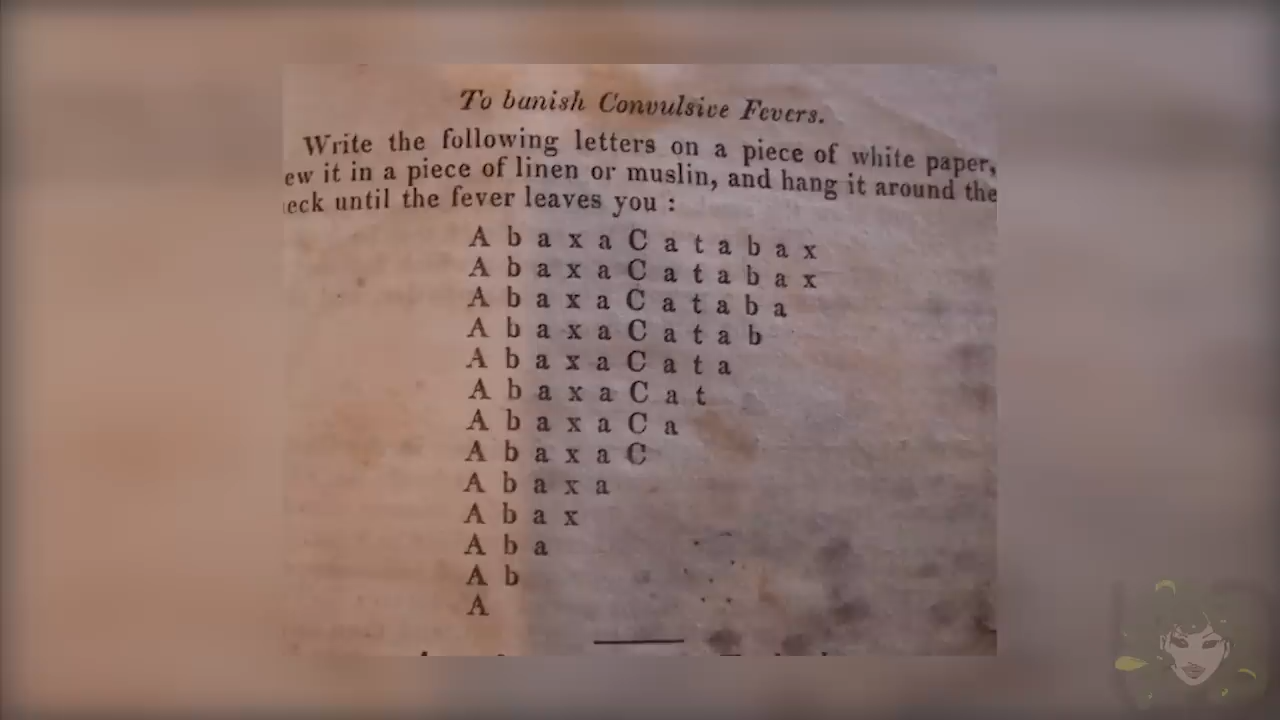 To banish Convulsive Fevers.
Write the following letters on a piece of white paper,
ew it in a piece of linen or muslin, and hang it around the
eck until the fever leaves you :
A b a x a C a t a b a x
A b a x a C a t a b a x
A b a x a C a t a b a
A b a x a C a t a b
A b a x a C a t a
A b a x a C a t
A b a x a C a
A b a x a C
A b a x a
A b a x
A b a
A b
A